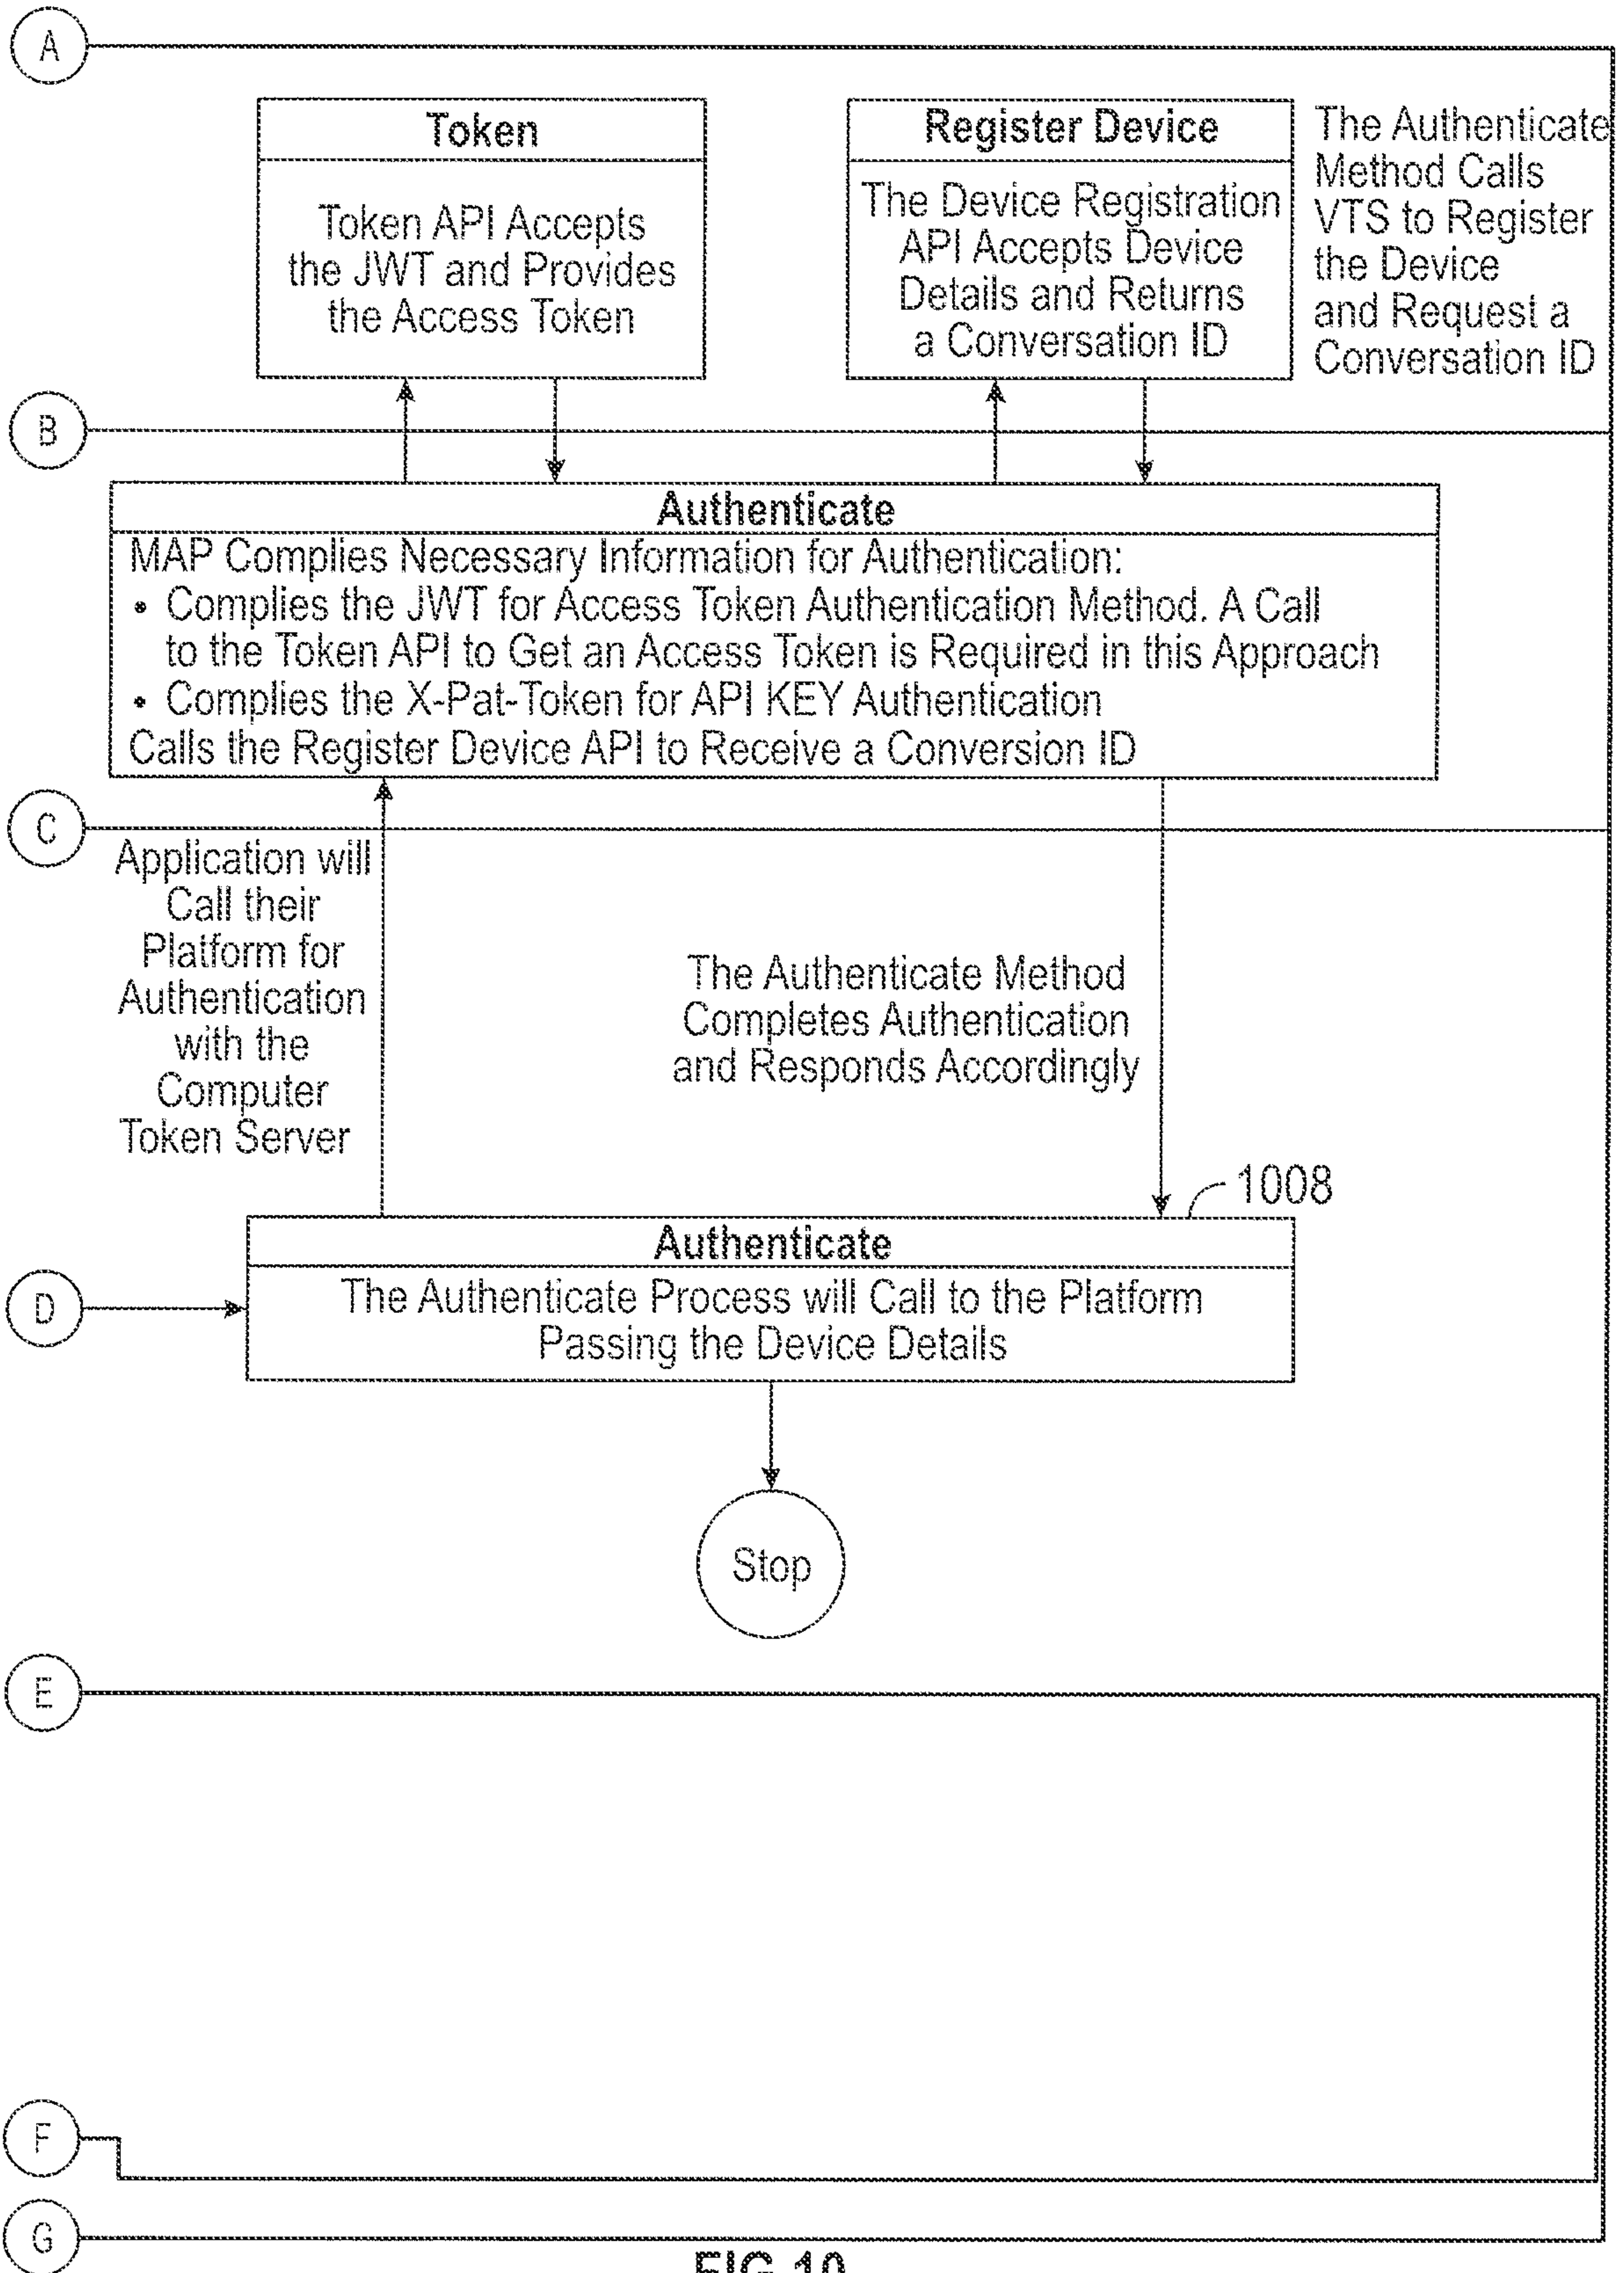 A
Token
Token API Accepts
the JWT and Provides
the Access Token
Register Device
The Device Registration
API Accepts Device
Details and Returns
a Conversation ID
The Authenticate
Method Calls
VTS to Register
the Device
and Request a
Conversation ID
B
Authenticate
MAP Complies Necessary Information for Authentication:
• Complies the JWT for Access Token Authentication Method. A Call
to the Token API to Get an Access Token is Required in this Approach
• Complies the X-Pat-Token for API KEY Authentication
Calls the Register Device API to Receive a Conversion ID
C
Application will
Call their
Platform for
Authentication
with the
Computer
Token Server
The Authenticate Method
Completes Authentication
and Responds Accordingly
1008
D
Authenticate
The Authenticate Process will Call to the Platform
Passing the Device Details
Stop
E
F
G
FIG.10